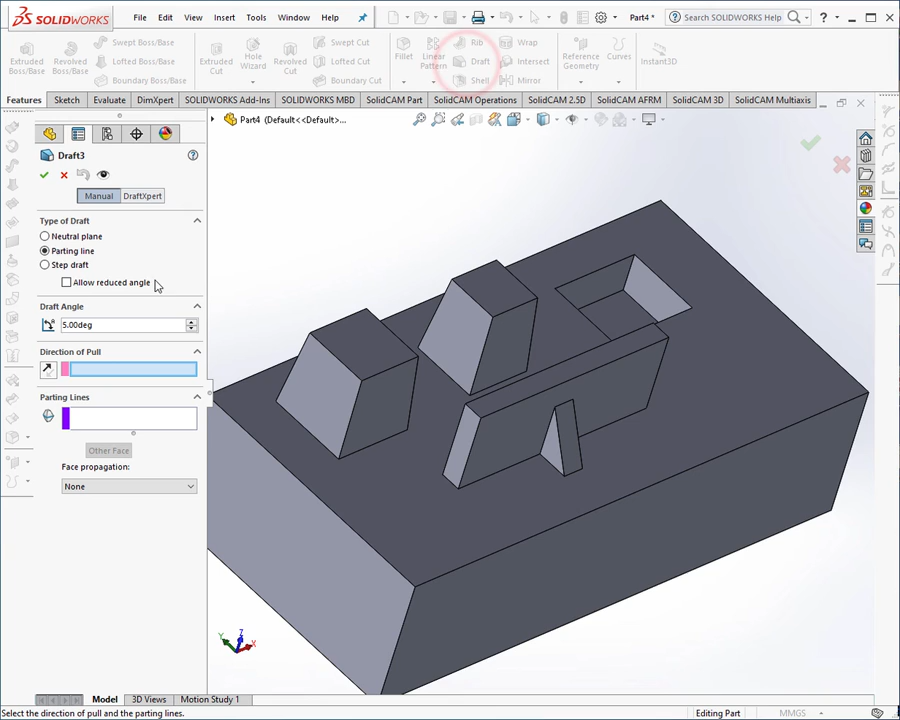 SOLIDWORKS File Edit View Insert Tools Window Help Part4 * Search SOLIDWORKS Help ?
Extruded Boss/Base
Revolved Boss/Base
Swept Boss/Base
Lofted Boss/Base
Boundary Boss/Base
Extruded Cut
Hole Wizard
Revolved Cut
Swept Cut
Lofted Cut
Boundary Cut
Fillet
Linear Pattern
Rib
Draft
Shell
Wrap
Intersect
Mirror
Reference Geometry
Curves
Instant3D
Features Sketch Evaluate DimXpert SOLIDWORKS Add-Ins SOLIDWORKS MBD SolidCAM Part SolidCAM Operations SolidCAM 2.5D SolidCAM AFRM SolidCAM 3D SolidCAM Multiaxis
Part4 (Default<<Default>...
Draft3
?
Manual DraftXpert
Type of Draft
Neutral plane
Parting line
Step draft
Allow reduced angle
Draft Angle
5.00deg
Direction of Pull
Parting Lines
Other Face
Face propagation:
None
Y Z X
Model 3D Views Motion Study 1
Select the direction of pull and the parting lines. Editing Part MMGS